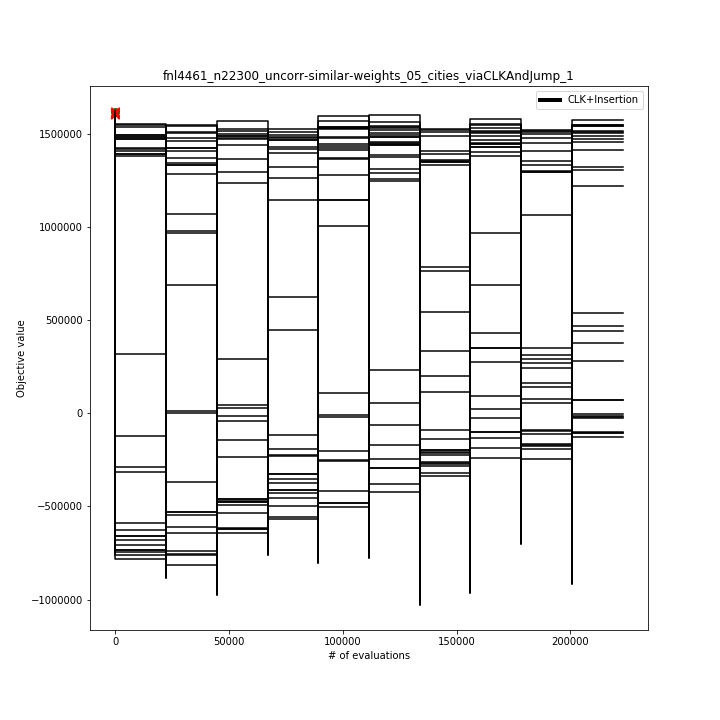 fnl4461_n22300_uncorr-similar-weights_05_cities_viaCLKAndJump_1
CLK+Insertion
1500000
1000000
500000
0
−500000
−1000000
Objective value
0
50000
100000
150000
200000
# of evaluations